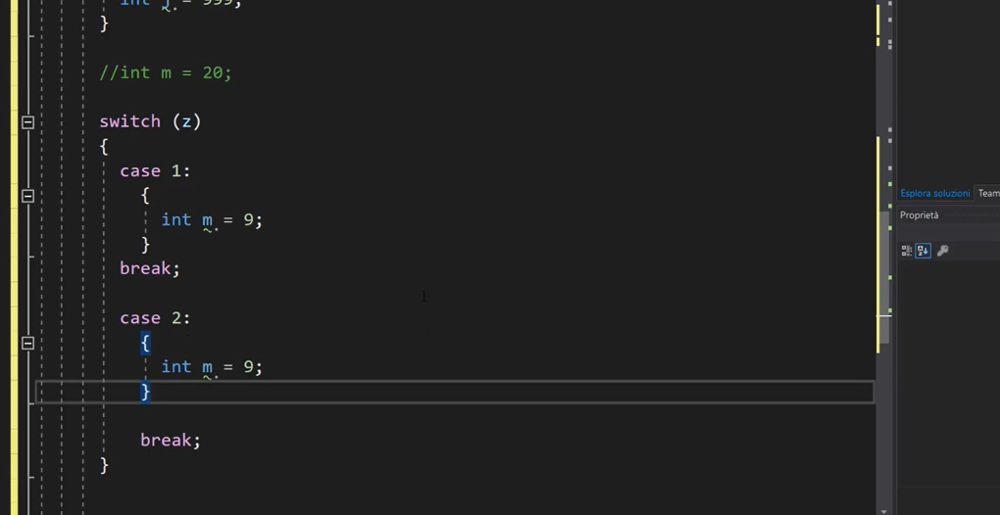 int j = 999;
}
//int m = 20;
switch (z)
{
case 1:
{
int m = 9;
}
break;
case 2:
{
int m = 9;
}
break;
}
Esplora soluzioni Team
Proprietà